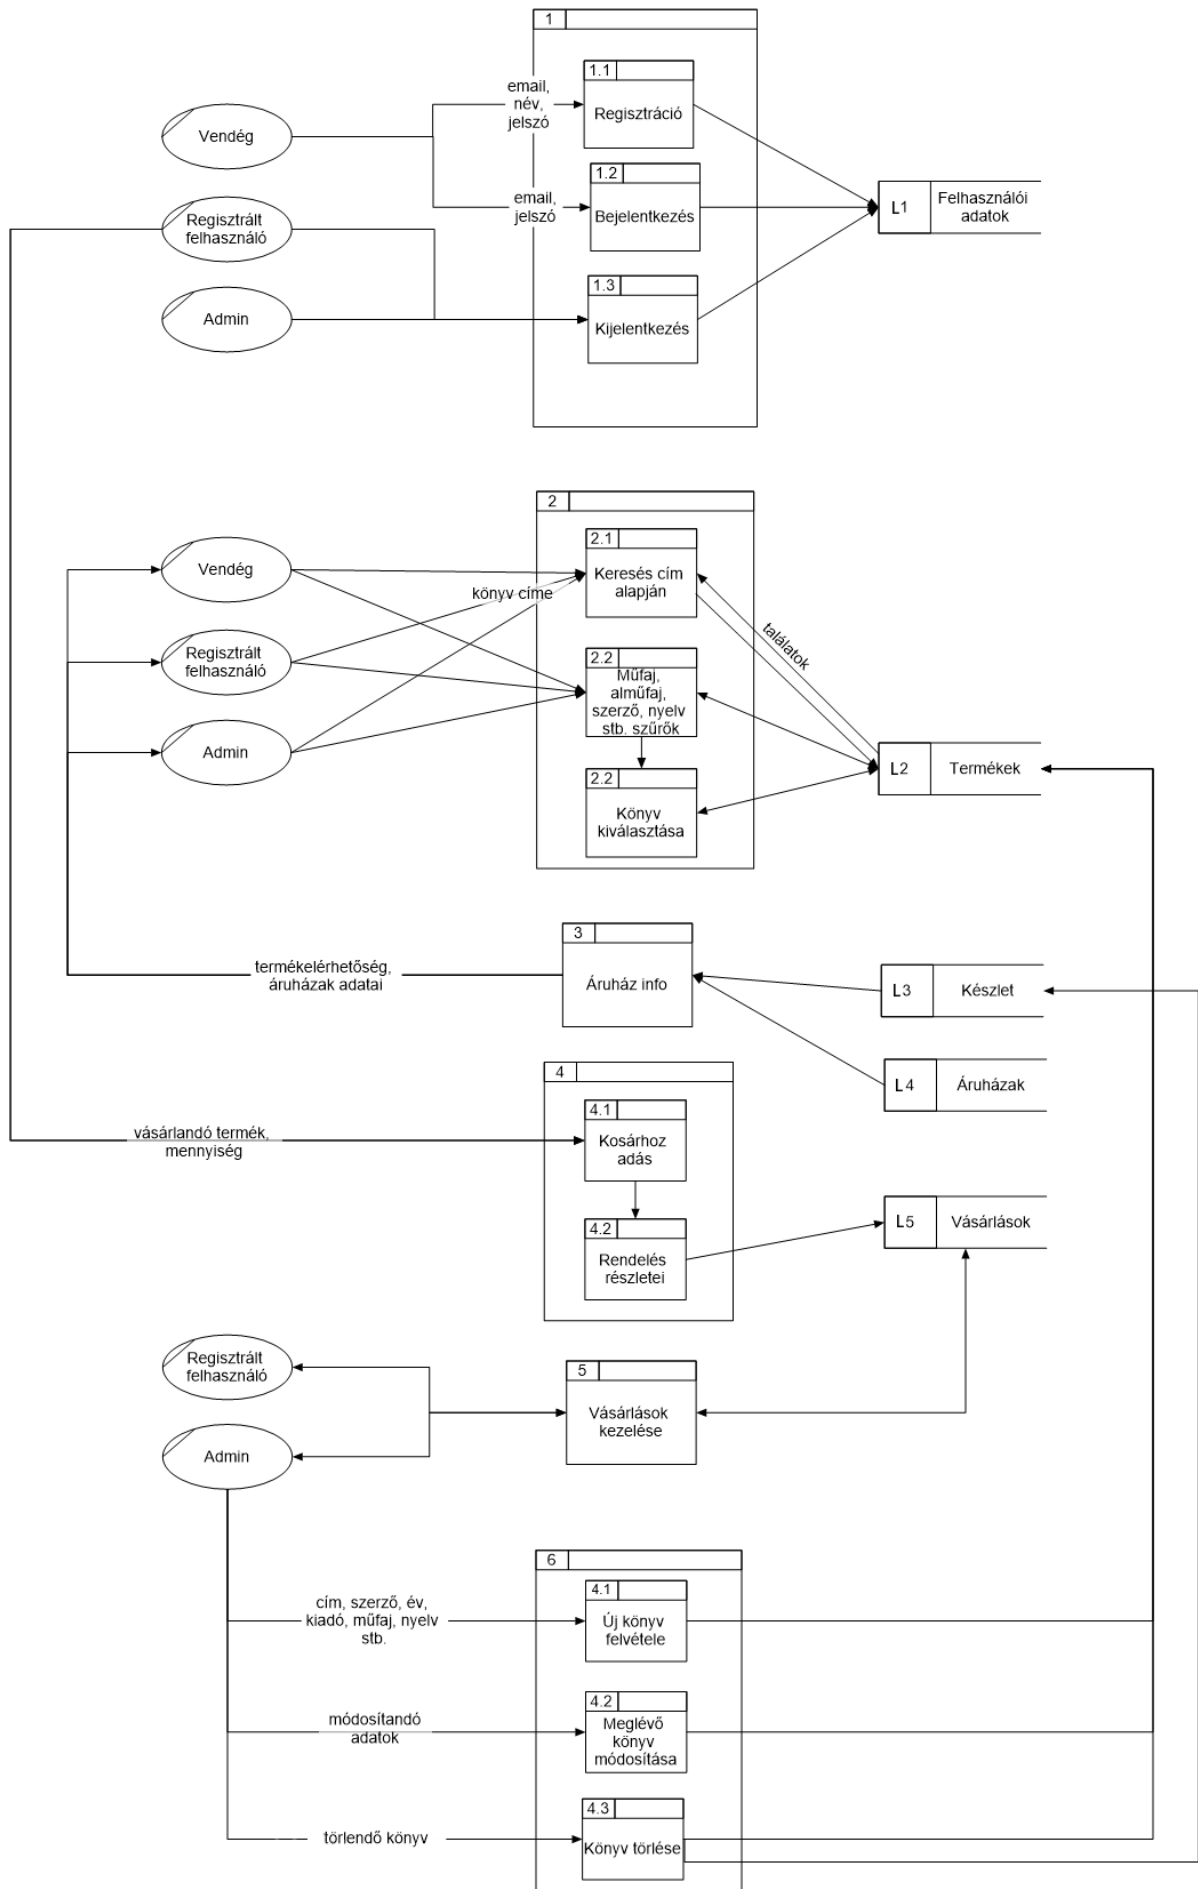 1
1.1
email,
név,
jelszó
Regisztráció
Vendég
1.2
email,
jelszó
Bejelentkezés
L1
Felhasználói
adatok
Regisztrált
felhasználó
1.3
Admin
Kijelentkezés
2
2.1
Vendég
Keresés cím
alapján
könyv címe
találatok
Regisztrált
felhasználó
2.2
Műfaj,
alműfaj,
szerző, nyelv
stb. szűrők
Admin
L2
Termékek
2.2
Könyv
kiválasztása
3
termékelérhetőség,
áruházak adatai
Áruház info
L3
Készlet
4
L4
Áruházak
4.1
vásárlandó termék,
mennyiség
Kosárhoz
adás
4.2
L5
Vásárlások
Rendelés
részletei
Regisztrált
felhasználó
5
Vásárlások
kezelése
Admin
6
4.1
cím, szerző, év,
kiadó, műfaj, nyelv
stb.
Új könyv
felvétele
4.2
módosítandó
adatok
Meglévő
könyv
módosítása
4.3
törlendő könyv
Könyv törlése